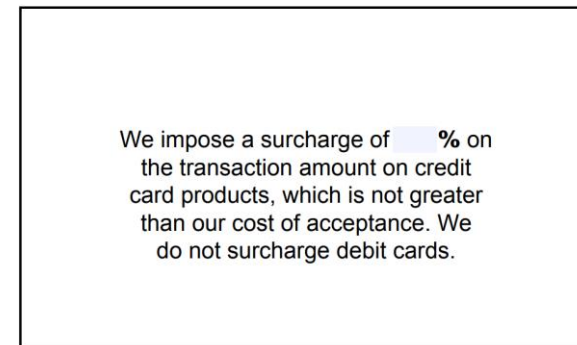 We impose a surcharge of % on
the transaction amount on credit
card products, which is not greater
than our cost of acceptance. We
do not surcharge debit cards.